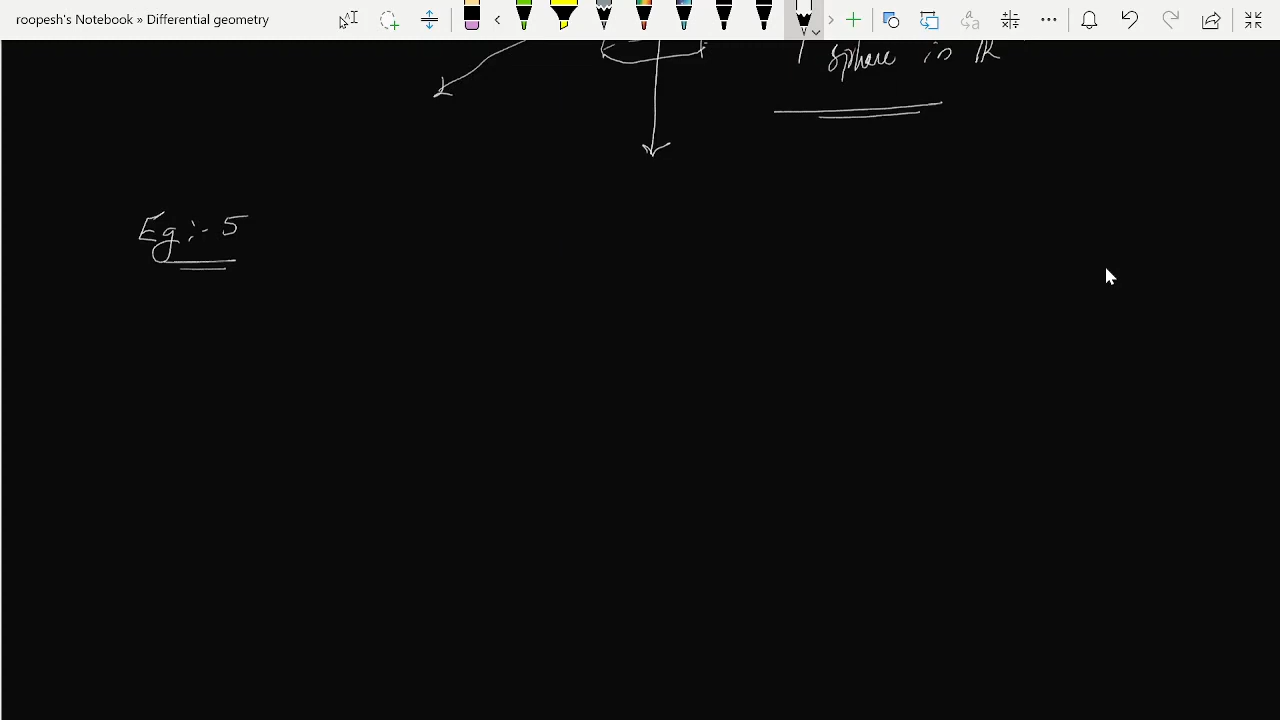 roopesh's Notebook » Differential geometry
sphere in ℝ
Eg :- 5